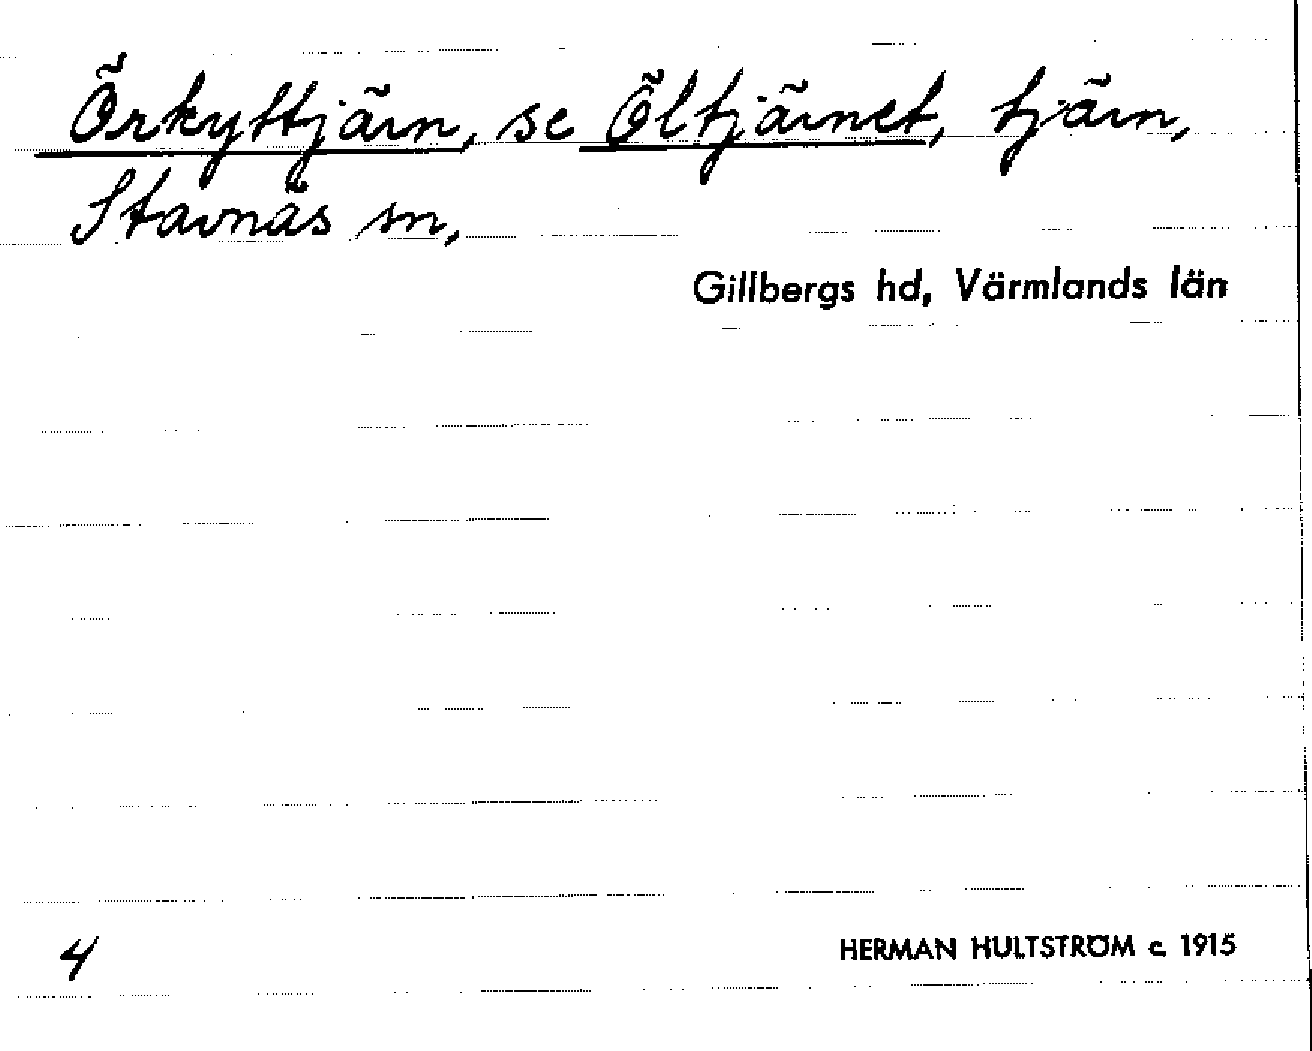 Örkyttjärn, se Öltjärnet, tjärn,
Stavnäs sn,
Gillbergs hd, Värmlands län
4
HERMAN HULTSTRÖM c. 1915